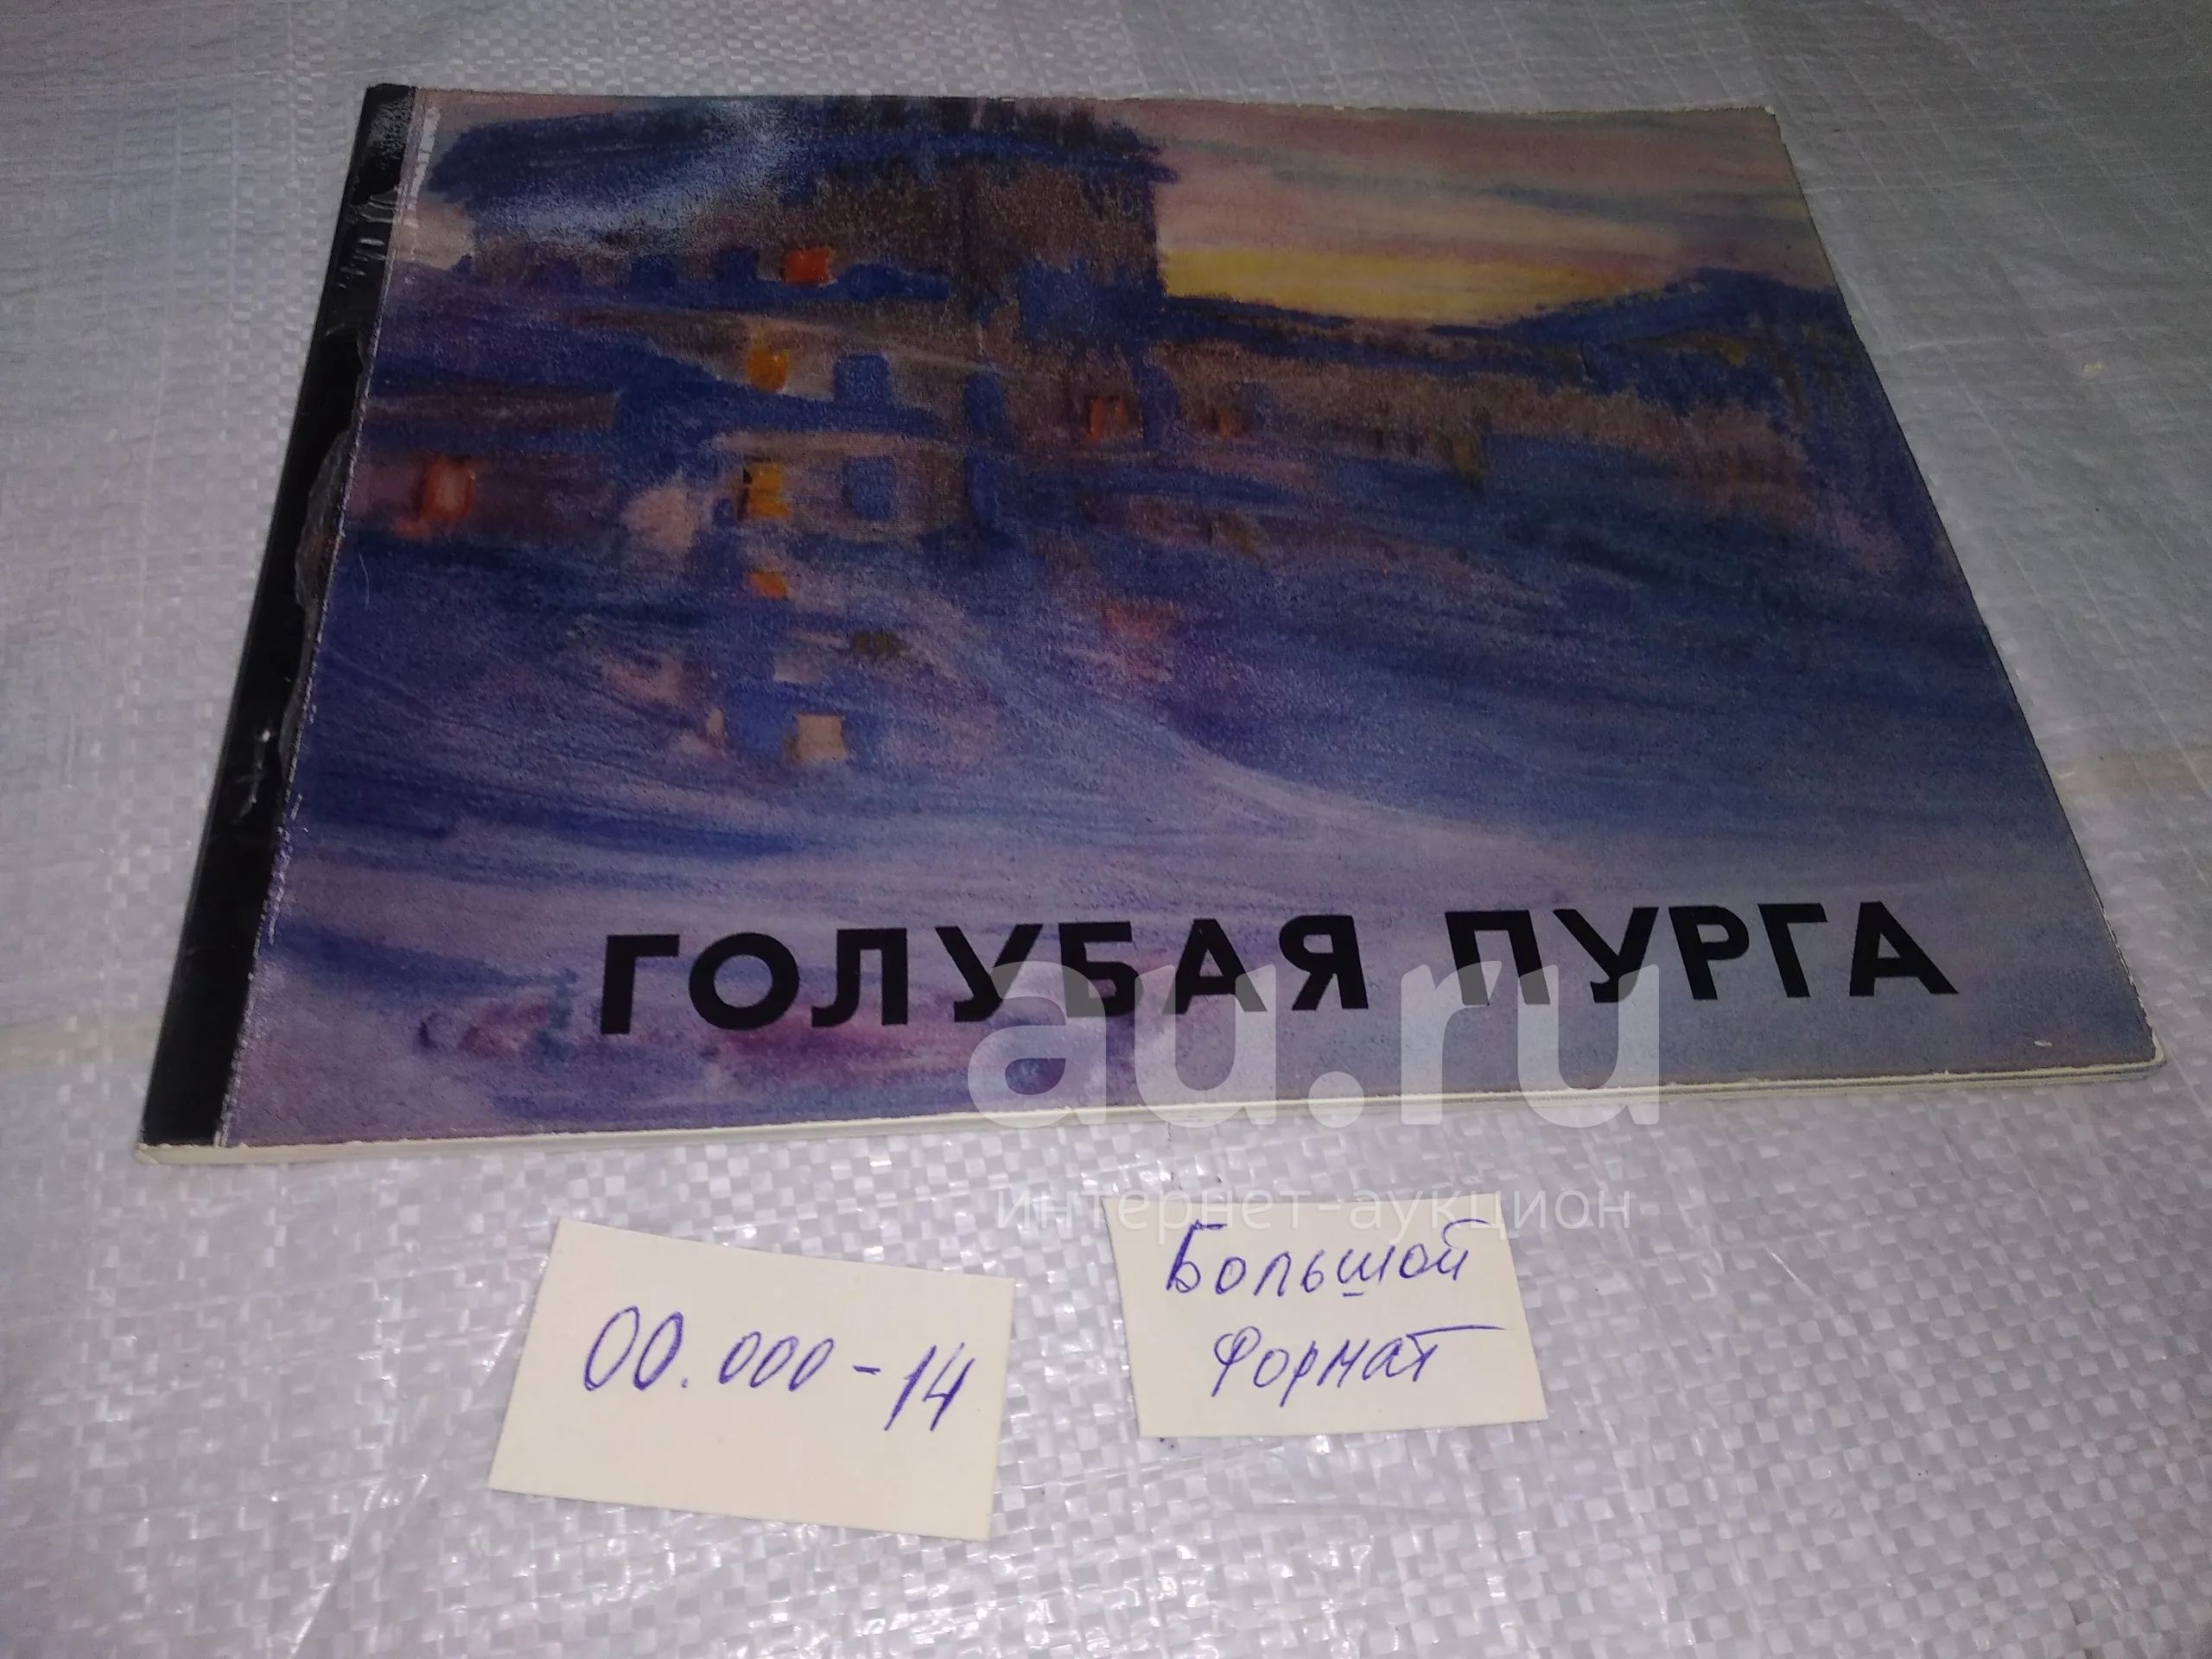 ГОЛУБАЯ ПУРГА
au.ru
интернет-аукцион
Большой
формат
00.000-14